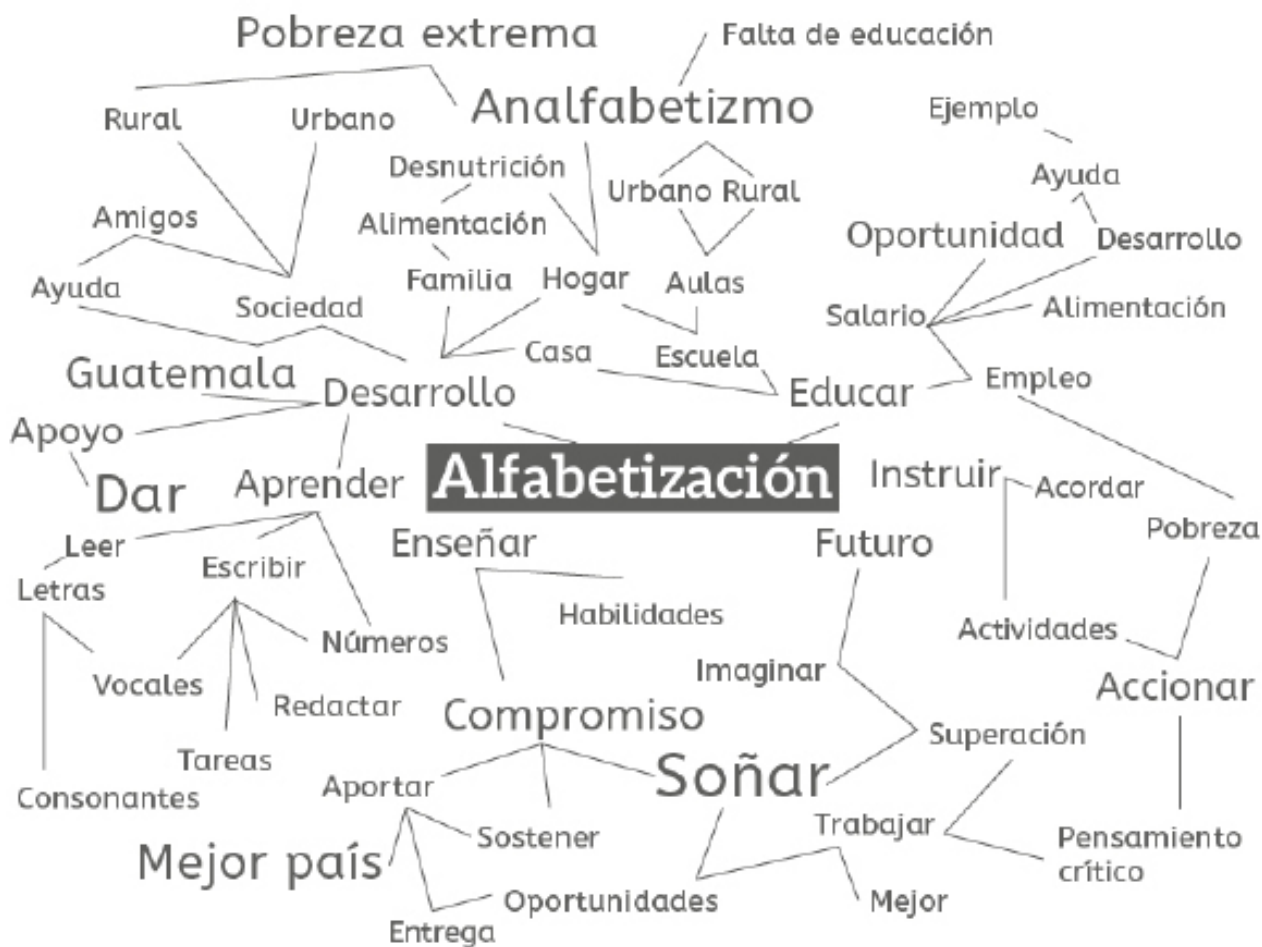 Pobreza extrema
Falta de educación
Analfabetizmo
Ejemplo
Rural
Urbano
Desnutrición
Urbano Rural
Ayuda
Amigos
Alimentación
Oportunidad
Desarrollo
Ayuda
Familia
Hogar
Aulas
Sociedad
Salario
Alimentación
Casa
Escuela
Guatemala
Desarrollo
Educar
Empleo
Apoyo
Dar
Aprender
Alfabetización
Instruir
Acordar
Leer
Enseñar
Futuro
Pobreza
Escribir
Letras
Habilidades
Números
Actividades
Vocales
Imaginar
Accionar
Redactar
Compromiso
Superación
Tareas
Soñar
Consonantes
Aportar
Sostener
Trabajar
Pensamiento
crítico
Mejor país
Oportunidades
Mejor
Entrega